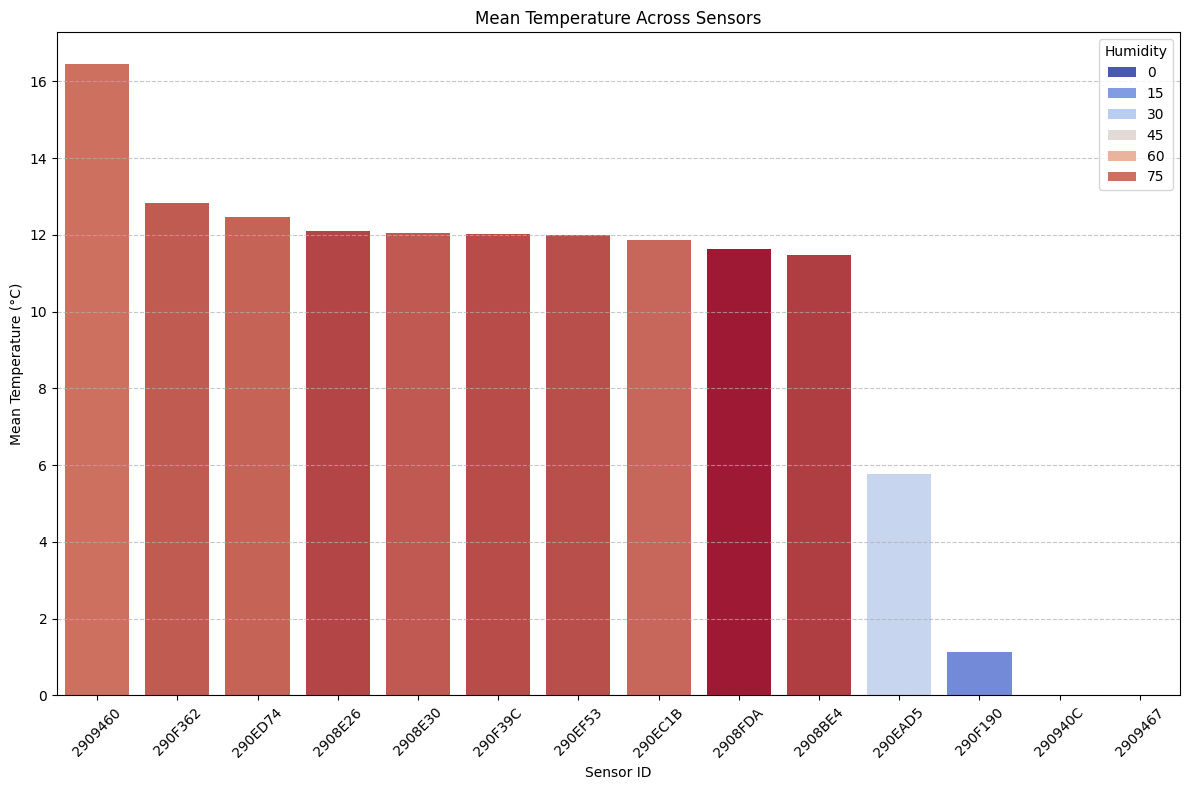 Mean Temperature Across Sensors
Humidity
0
15
30
45
60
75
Mean Temperature (°C)
16
14
12
10
8
6
4
2
0
2909460
290F362
290ED74
2908E26
2908E30
290F39C
290EF53
290EC1B
2908FDA
2908BE4
290EAD5
290F190
290940C
2909467
Sensor ID